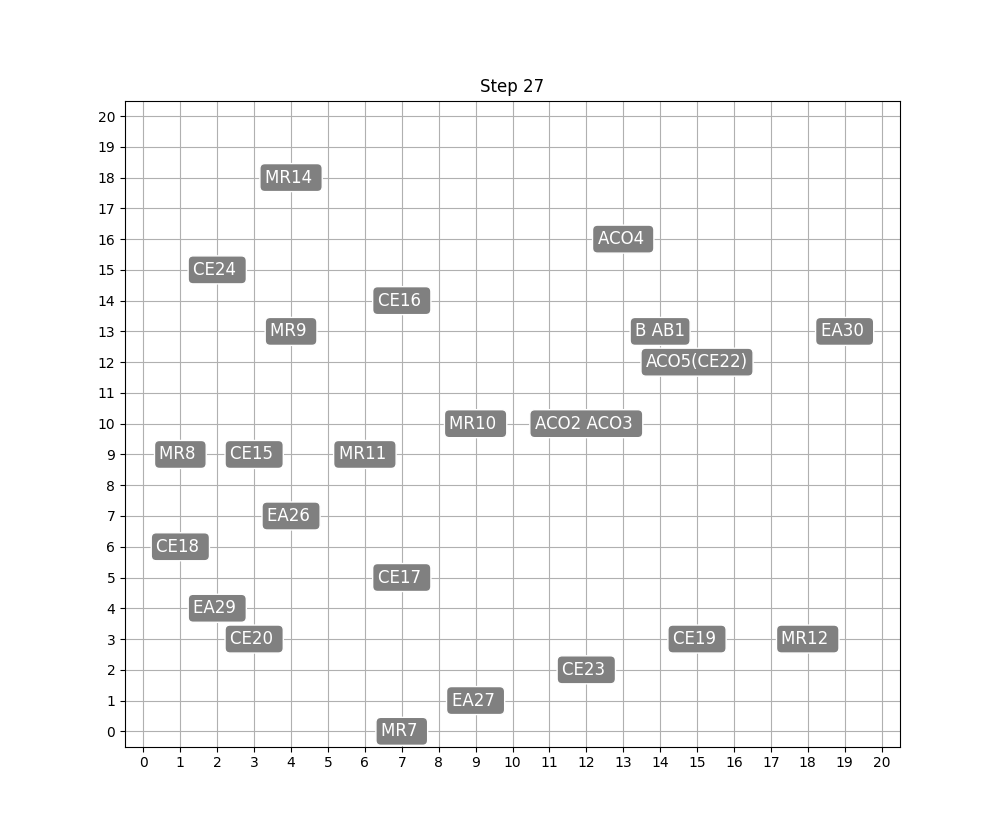 Step 27
20
19
18 MR14
17
16 ACO4
15 CE24
14 CE16
13 MR9 B AB1 EA30
12 ACO5(CE22)
11
10 MR10 ACO2 ACO3
9 MR8 CE15 MR11
8
7 EA26
6 CE18
5 CE17
4 EA29
3 CE20 CE19 MR12
2 CE23
1 EA27
0 MR7
0 1 2 3 4 5 6 7 8 9 10 11 12 13 14 15 16 17 18 19 20